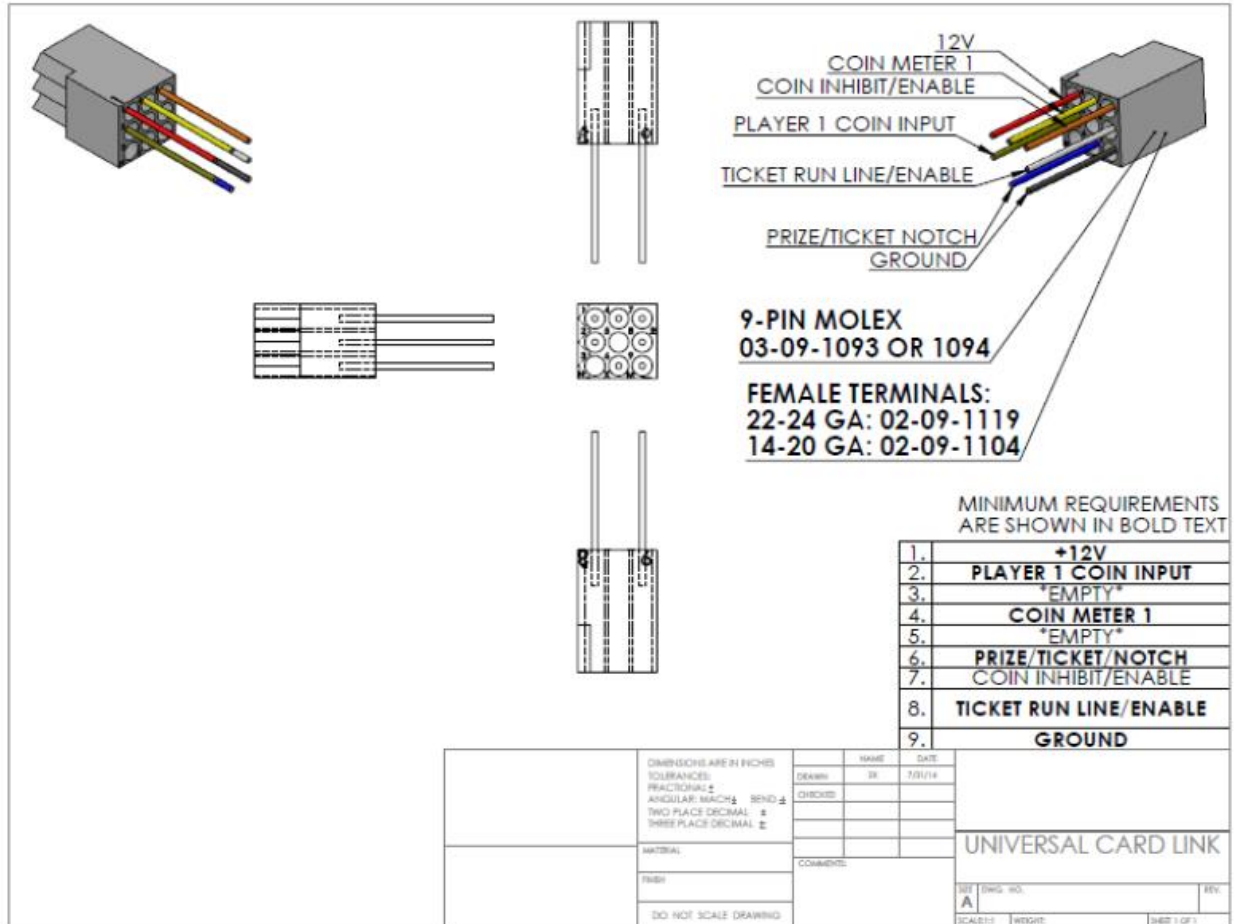 12V
COIN METER 1
COIN INHIBIT/ENABLE
PLAYER 1 COIN INPUT
TICKET RUN LINE/ENABLE
PRIZE/TICKET NOTCH
GROUND
9-PIN MOLEX
03-09-1093 OR 1094
FEMALE TERMINALS:
22-24 GA: 02-09-1119
14-20 GA: 02-09-1104
MINIMUM REQUIREMENTS
ARE SHOWN IN BOLD TEXT
1. +12V
2. PLAYER 1 COIN INPUT
3. *EMPTY*
4. COIN METER 1
5. *EMPTY*
6. PRIZE/TICKET/NOTCH
7. COIN INHIBIT/ENABLE
8. TICKET RUN LINE/ENABLE
9. GROUND
DIMENSIONS ARE IN INCHES
TOLERANCES:
FRACTIONAL ±
ANGULAR: MACH ± BEND ±
TWO PLACE DECIMAL ±
THREE PLACE DECIMAL ±
MATERIAL
FINISH
DO NOT SCALE DRAWING
NAME DATE
DRAWN
CHECKED
COMMENTS:
UNIVERSAL CARD LINK
SIZE DWG. NO. REV.
A
SCALE:1:1 WEIGHT: SHEET 1 OF 1